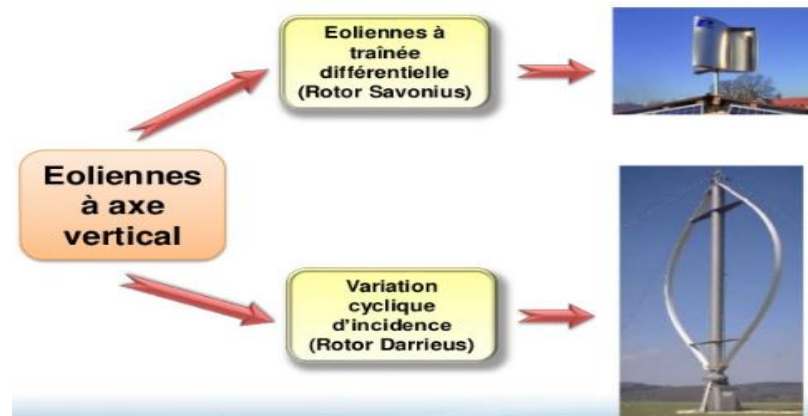 Eoliennes à
traînée
différentielle
(Rotor Savonius)
Eoliennes
à axe
vertical
Variation
cyclique
d'incidence
(Rotor Darrieus)